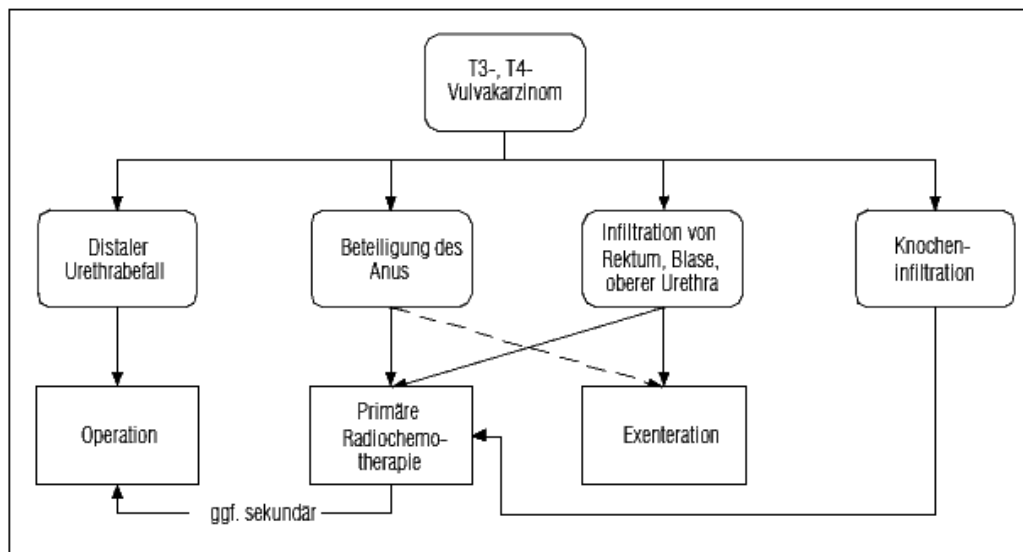 T3-, T4-
Vulvakarzinom
Distaler
Urethrabefall
Beteiligung des
Anus
Infiltration von
Rektum, Blase,
oberer Urethra
Knochen-
infiltration
Operation
Primäre
Radiochemo-
therapie
Exenteration
ggf. sekundär